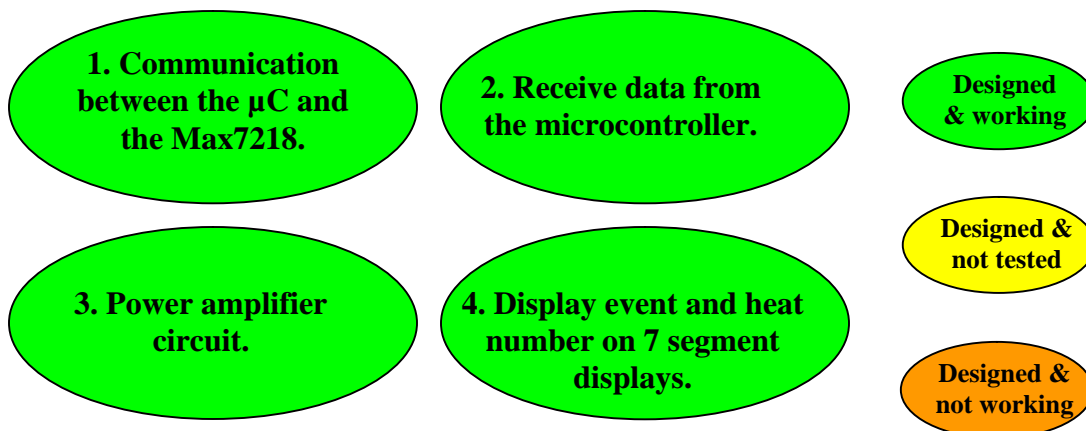 1. Communication
between the µC and
the Max7218.
2. Receive data from
the microcontroller.
3. Power amplifier
circuit.
4. Display event and heat
number on 7 segment
displays.
Designed
& working
Designed &
not tested
Designed &
not working